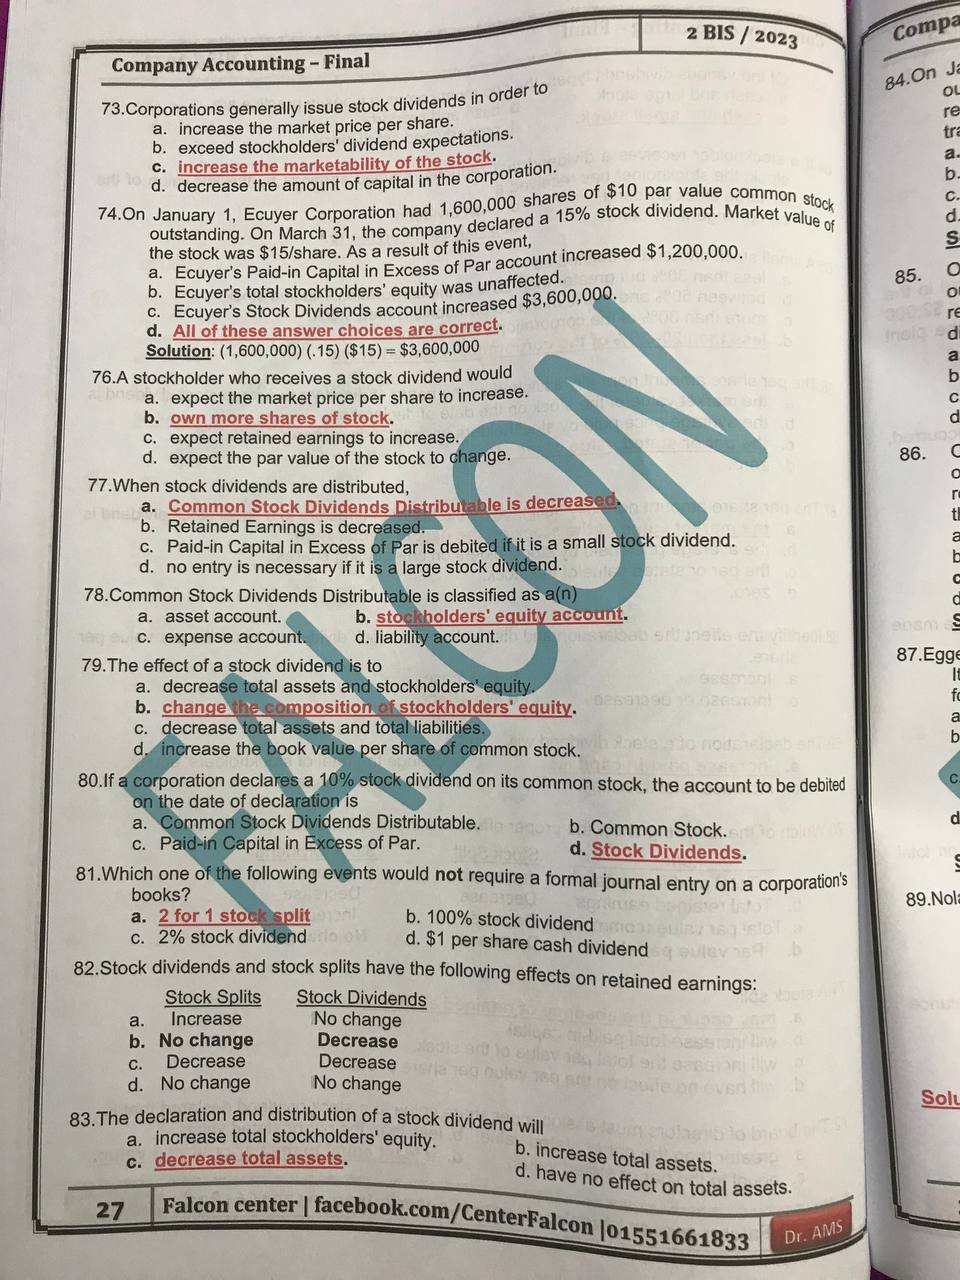 2 BIS / 2023
Company Accounting – Final
73.Corporations generally issue stock dividends in order to
a. increase the market price per share.
b. exceed stockholders' dividend expectations.
c. increase the marketability of the stock.
d. decrease the amount of capital in the corporation.
74.On January 1, Ecuyer Corporation had 1,600,000 shares of $10 par value common stock
outstanding. On March 31, the company declared a 15% stock dividend. Market value of
the stock was $15/share. As a result of this event,
a. Ecuyer's Paid-in Capital in Excess of Par account increased $1,200,000.
b. Ecuyer's total stockholders' equity was unaffected.
c. Ecuyer's Stock Dividends account increased $3,600,000.
d. All of these answer choices are correct.
Solution: (1,600,000) (.15) ($15) = $3,600,000
76.A stockholder who receives a stock dividend would
a. expect the market price per share to increase.
b. own more shares of stock.
c. expect retained earnings to increase.
d. expect the par value of the stock to change.
77.When stock dividends are distributed,
a. Common Stock Dividends Distributable is decreased.
b. Retained Earnings is decreased.
c. Paid-in Capital in Excess of Par is debited if it is a small stock dividend.
d. no entry is necessary if it is a large stock dividend.
78.Common Stock Dividends Distributable is classified as a(n)
a. asset account. b. stockholders' equity account.
c. expense account. d. liability account.
79.The effect of a stock dividend is to
a. decrease total assets and stockholders' equity.
b. change the composition of stockholders' equity.
c. decrease total assets and total liabilities.
d. increase the book value per share of common stock.
80.If a corporation declares a 10% stock dividend on its common stock, the account to be debited
on the date of declaration is
a. Common Stock Dividends Distributable. b. Common Stock.
c. Paid-in Capital in Excess of Par. d. Stock Dividends.
81.Which one of the following events would not require a formal journal entry on a corporation's
books?
a. 2 for 1 stock split b. 100% stock dividend
c. 2% stock dividend d. $1 per share cash dividend
82.Stock dividends and stock splits have the following effects on retained earnings:
Stock Splits Stock Dividends
a. Increase No change
b. No change Decrease
c. Decrease Decrease
d. No change No change
83.The declaration and distribution of a stock dividend will
a. increase total stockholders' equity. b. increase total assets.
c. decrease total assets. d. have no effect on total assets.
27 Falcon center | facebook.com/CenterFalcon |01551661833 Dr. AMS
FALCON
84.On
a.
b.
c.
d.
85.
86.
87.Egge
89.Nola